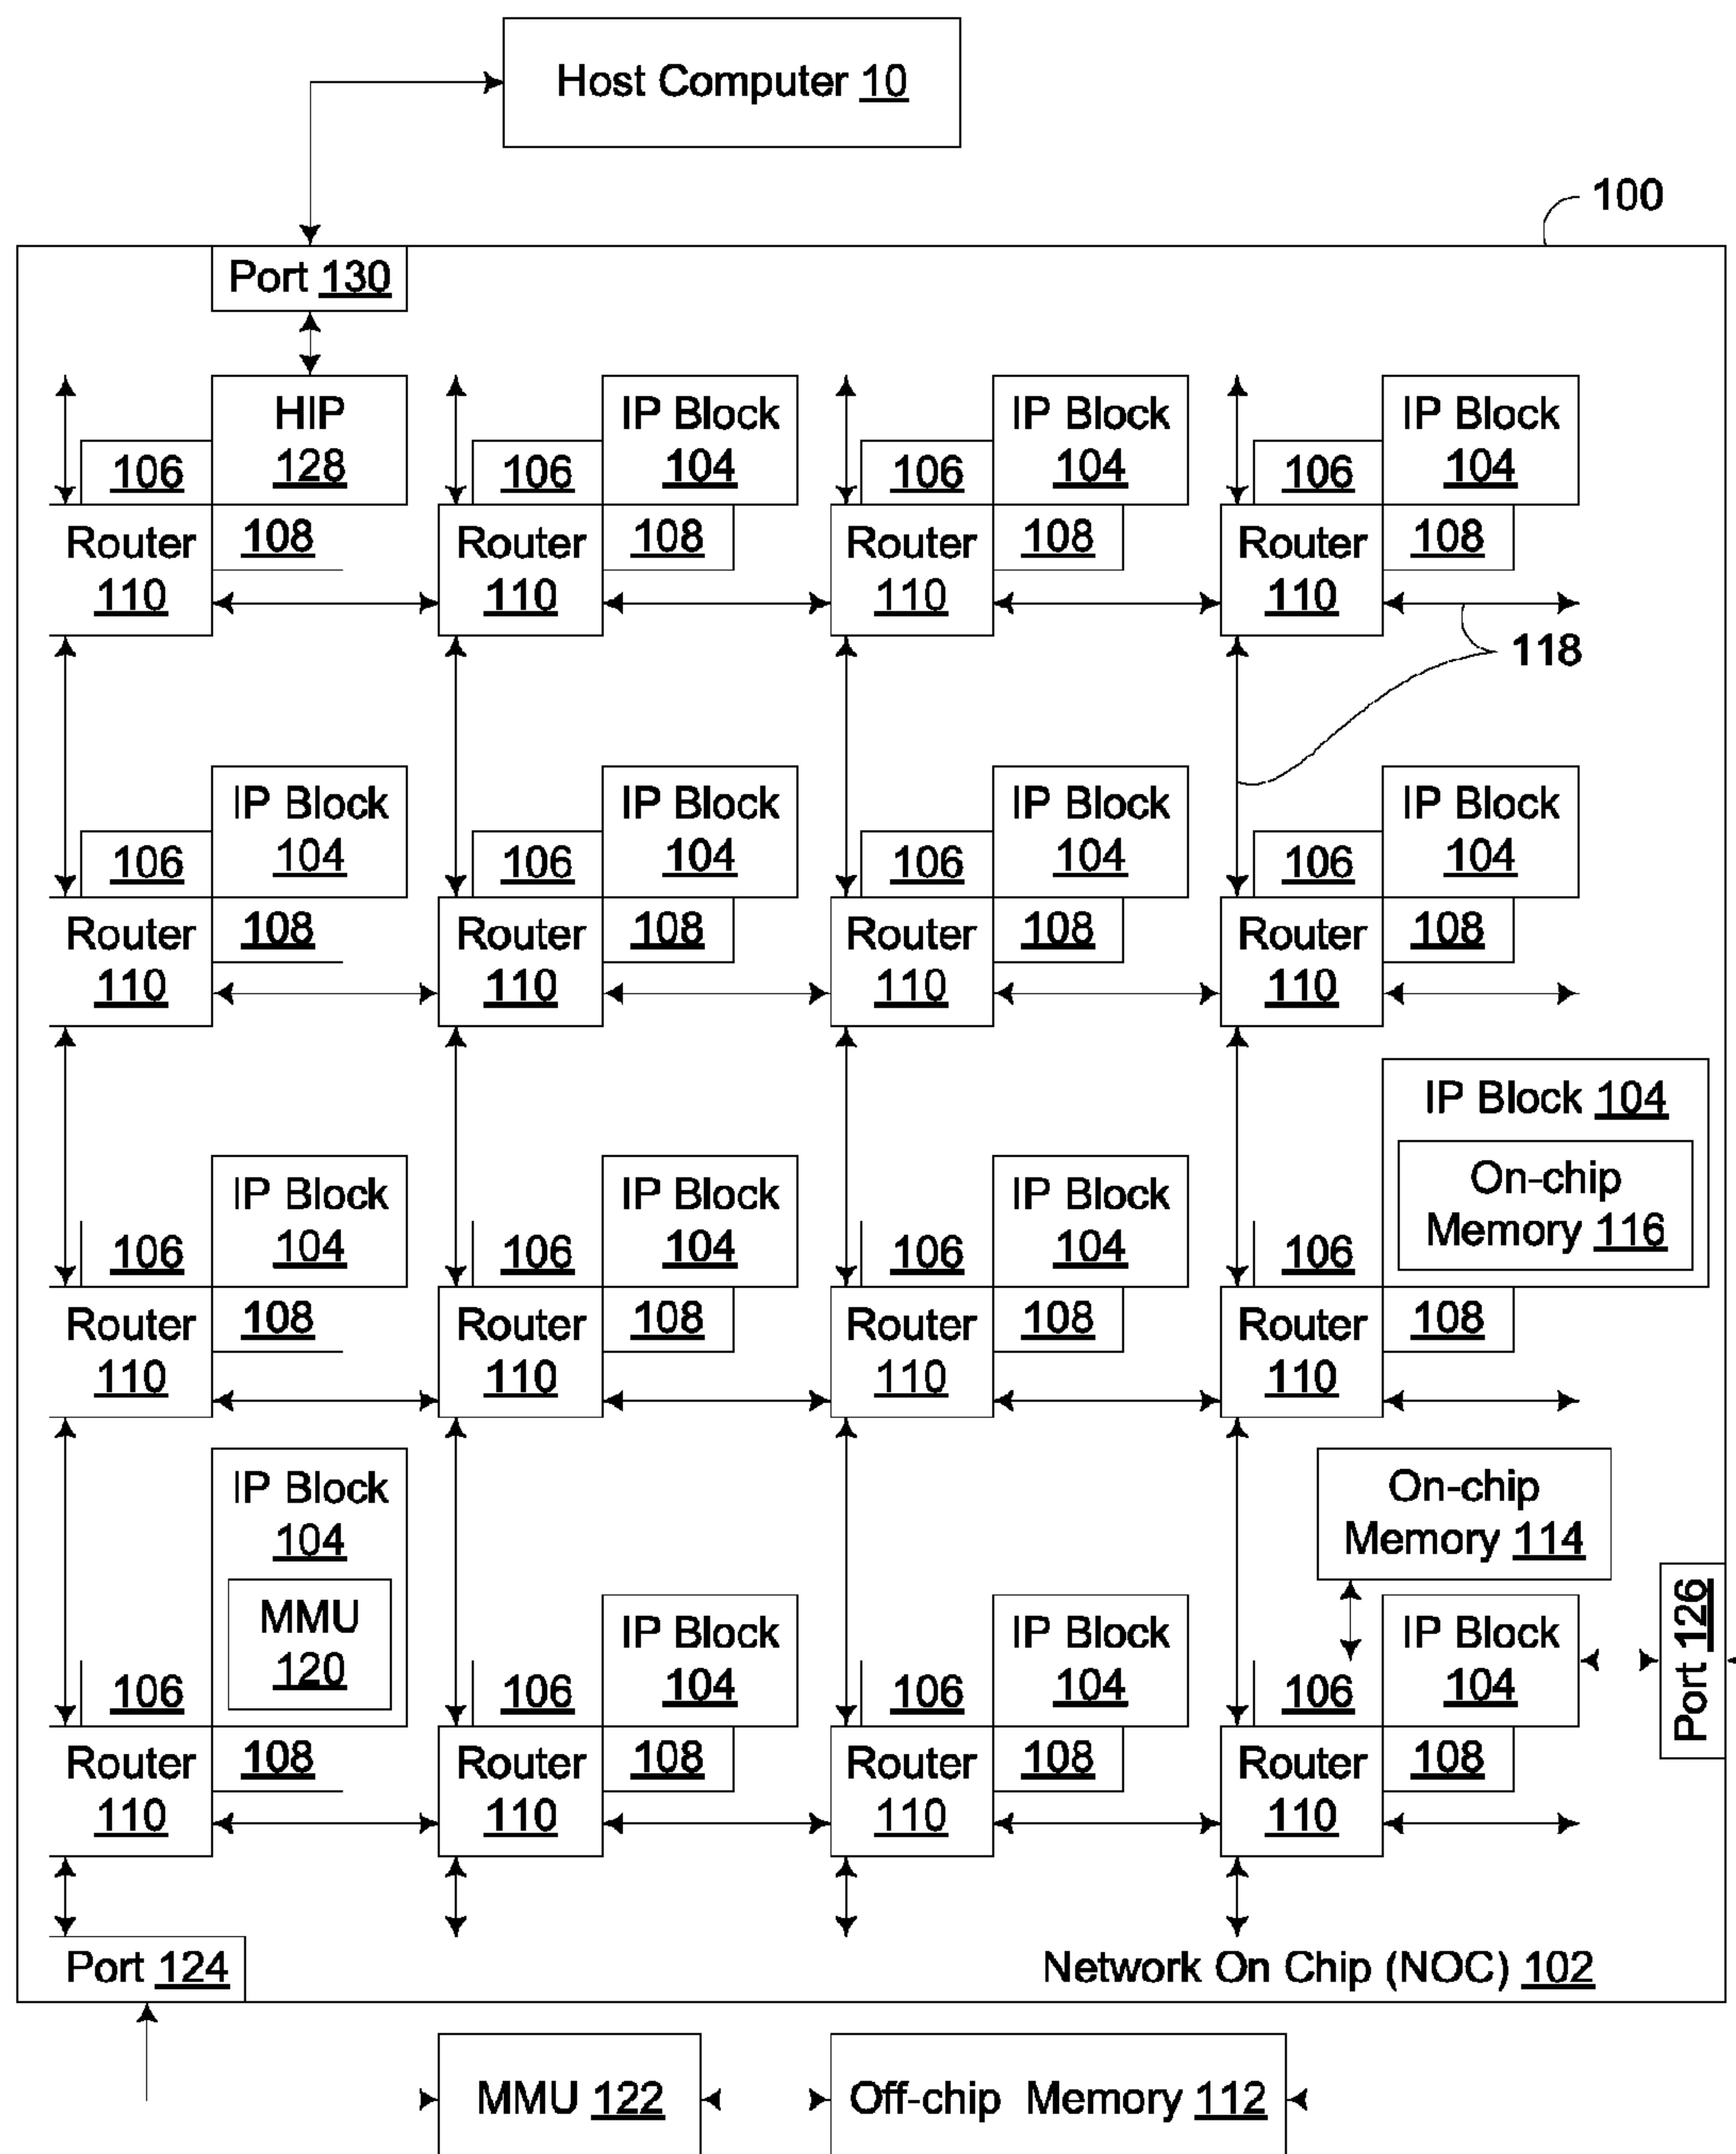 Host Computer 10
100
Port 130
HIP
128
106
Router
110
108
IP Block
104
106
Router
110
108
IP Block
104
106
Router
110
108
IP Block
104
106
Router
110
108
118
IP Block
104
106
Router
110
108
IP Block
104
106
Router
110
108
IP Block
104
106
Router
110
108
IP Block
104
106
Router
110
108
IP Block
104
106
Router
110
108
IP Block
104
106
Router
110
108
IP Block
104
106
Router
110
108
IP Block 104
On-chip
Memory 116
106
Router
110
108
IP Block
104
MMU
120
106
Router
110
108
IP Block
104
106
Router
110
108
IP Block
104
106
Router
110
108
On-chip
Memory 114
IP Block
104
106
Router
110
108
Port 126
Port 124
Network On Chip (NOC) 102
MMU 122
Off-chip Memory 112